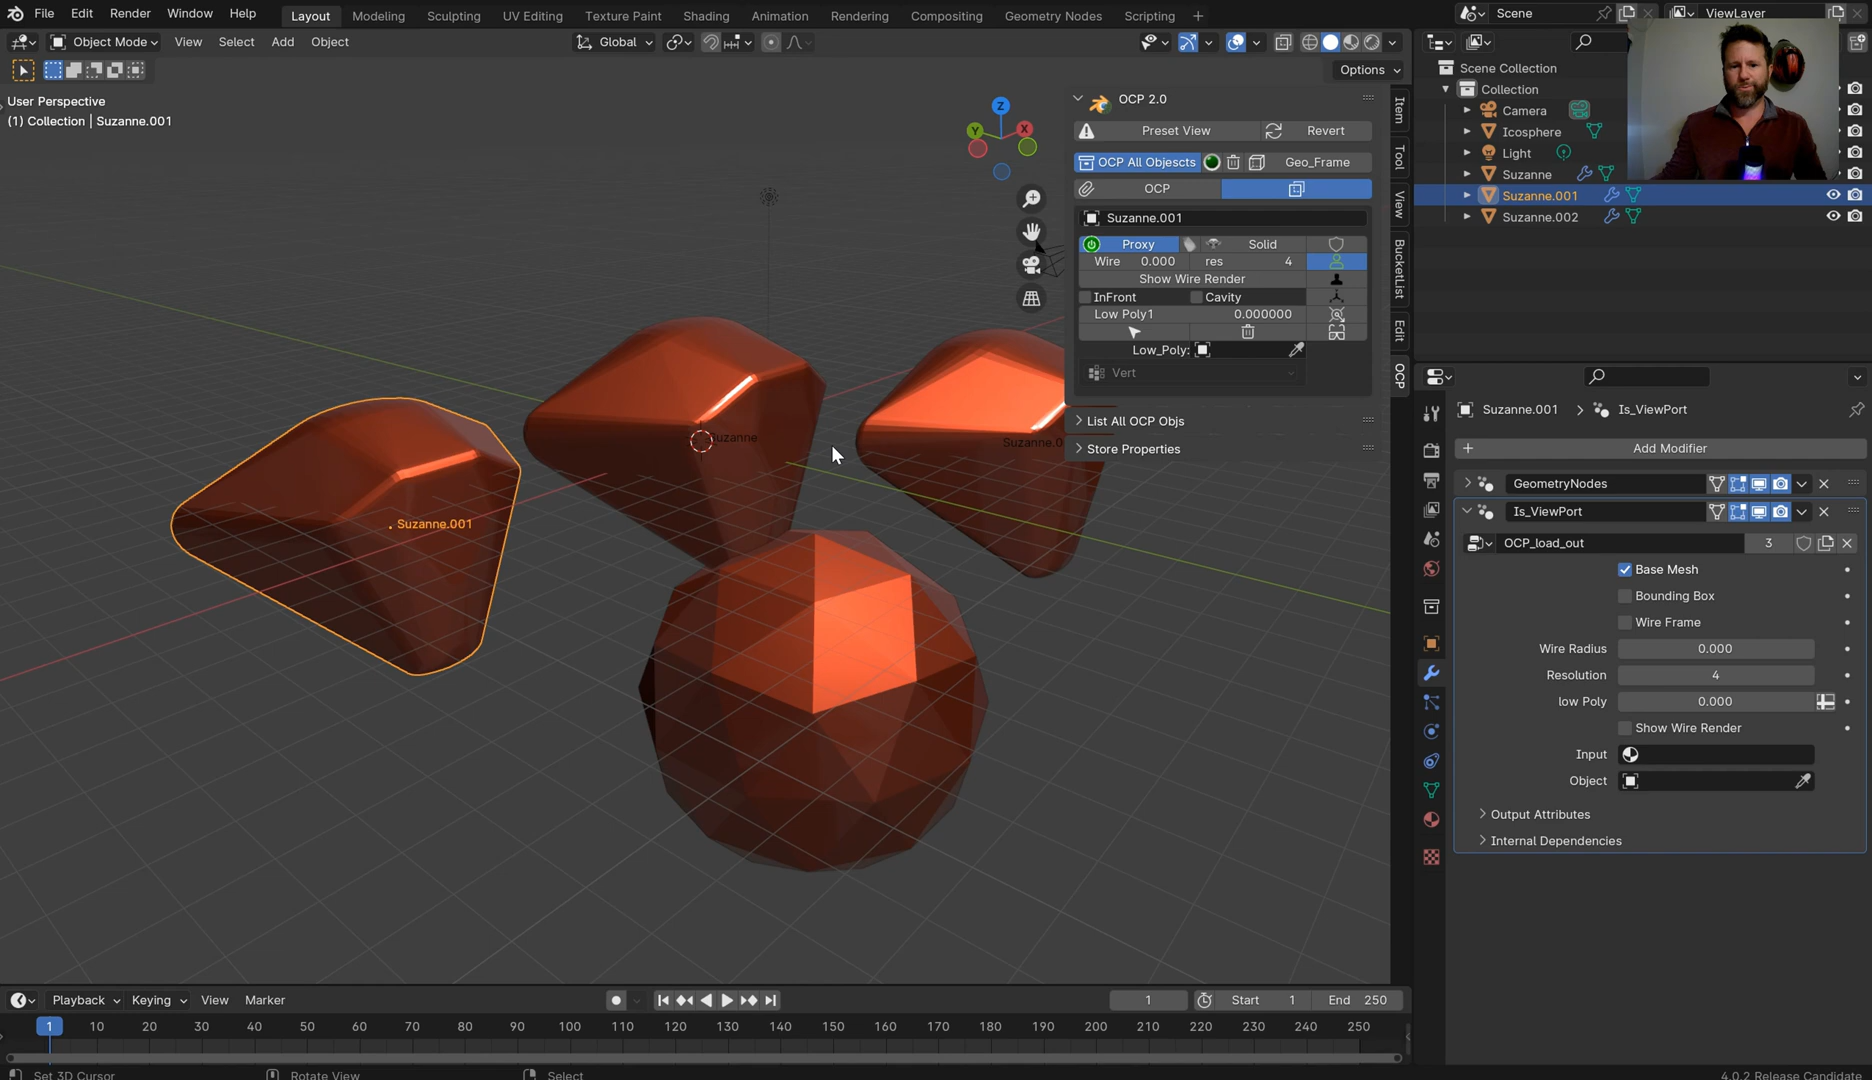 File Edit Render Window Help Layout Modeling Sculpting UV Editing Texture Paint Shading Animation Rendering Compositing Geometry Nodes Scripting + Scene ViewLayer
Object Mode View Select Add Object Global
Options
User Perspective
(1) Collection | Suzanne.001
Z
Y
X
OCP 2.0
Preset View Revert
OCP All Objescts Geo_Frame
OCP
Suzanne.001
Proxy Solid
Wire 0.000 res 4
Show Wire Render
InFront Cavity
Low Poly1 0.000000
Low_Poly:
Vert
List All OCP Objs
Store Properties
Item
Tool
View
BucketList
Edit
OCP
Suzanne
Suzanne.0
Suzanne.001
Scene Collection
Collection
Camera
Icosphere
Light
Suzanne
Suzanne.001
Suzanne.002
Suzanne.001 Is_ViewPort
Add Modifier
GeometryNodes
Is_ViewPort
OCP_load_out 3
Base Mesh
Bounding Box
Wire Frame
Wire Radius 0.000
Resolution 4
low Poly 0.000
Show Wire Render
Input
Object
Output Attributes
Internal Dependencies
Playback Keying View Marker 1 Start 1 End 250
1 10 20 30 40 50 60 70 80 90 100 110 120 130 140 150 160 170 180 190 200 210 220 230 240 250
Set 3D Cursor Rotate View Select 4.0.2 Release Candidate